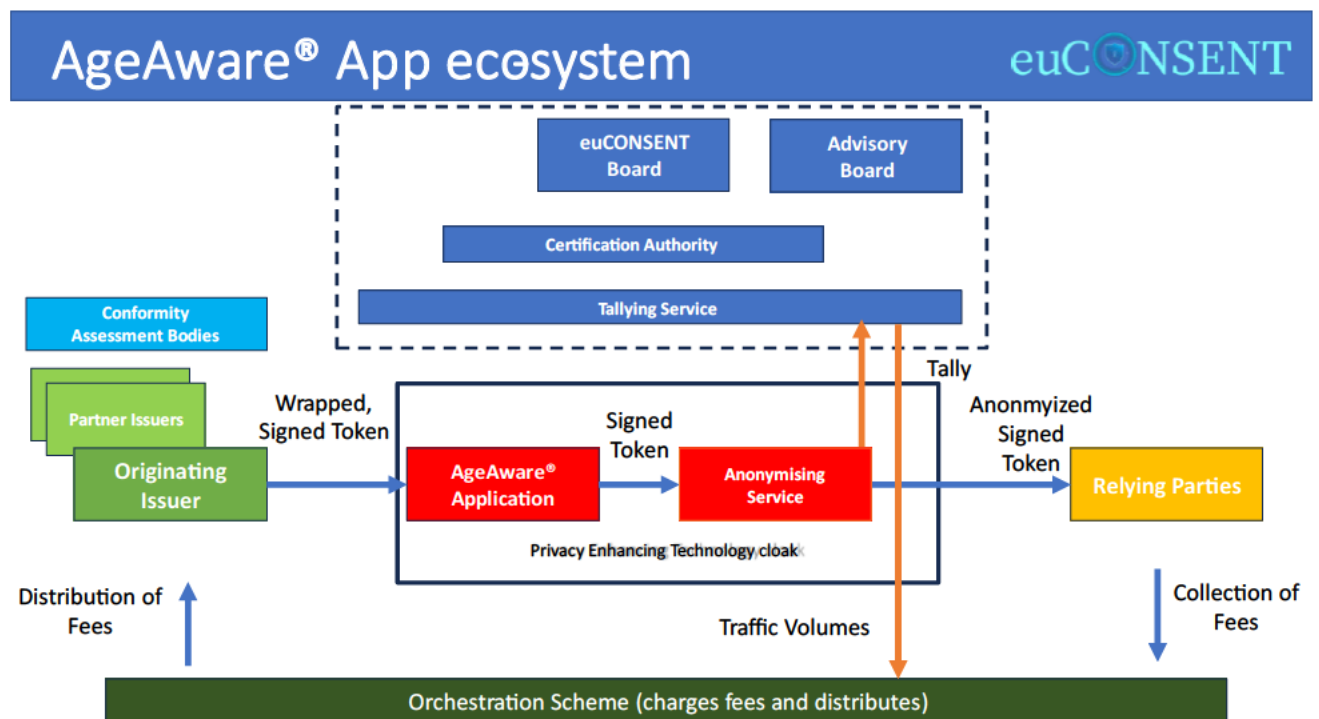 AgeAware® App ecosystem
euCONSENT
euCONSENT
Board
Advisory
Board
Certification Authority
Tallying Service
Conformity
Assessment Bodies
Tally
Partner Issuers
Wrapped,
Signed Token
Signed
Token
Anonmyized
Signed
Token
Originating
Issuer
AgeAware®
Application
Anonymising
Service
Relying Parties
Privacy Enhancing Technology cloak
Distribution of
Fees
Traffic Volumes
Collection of
Fees
Orchestration Scheme (charges fees and distributes)